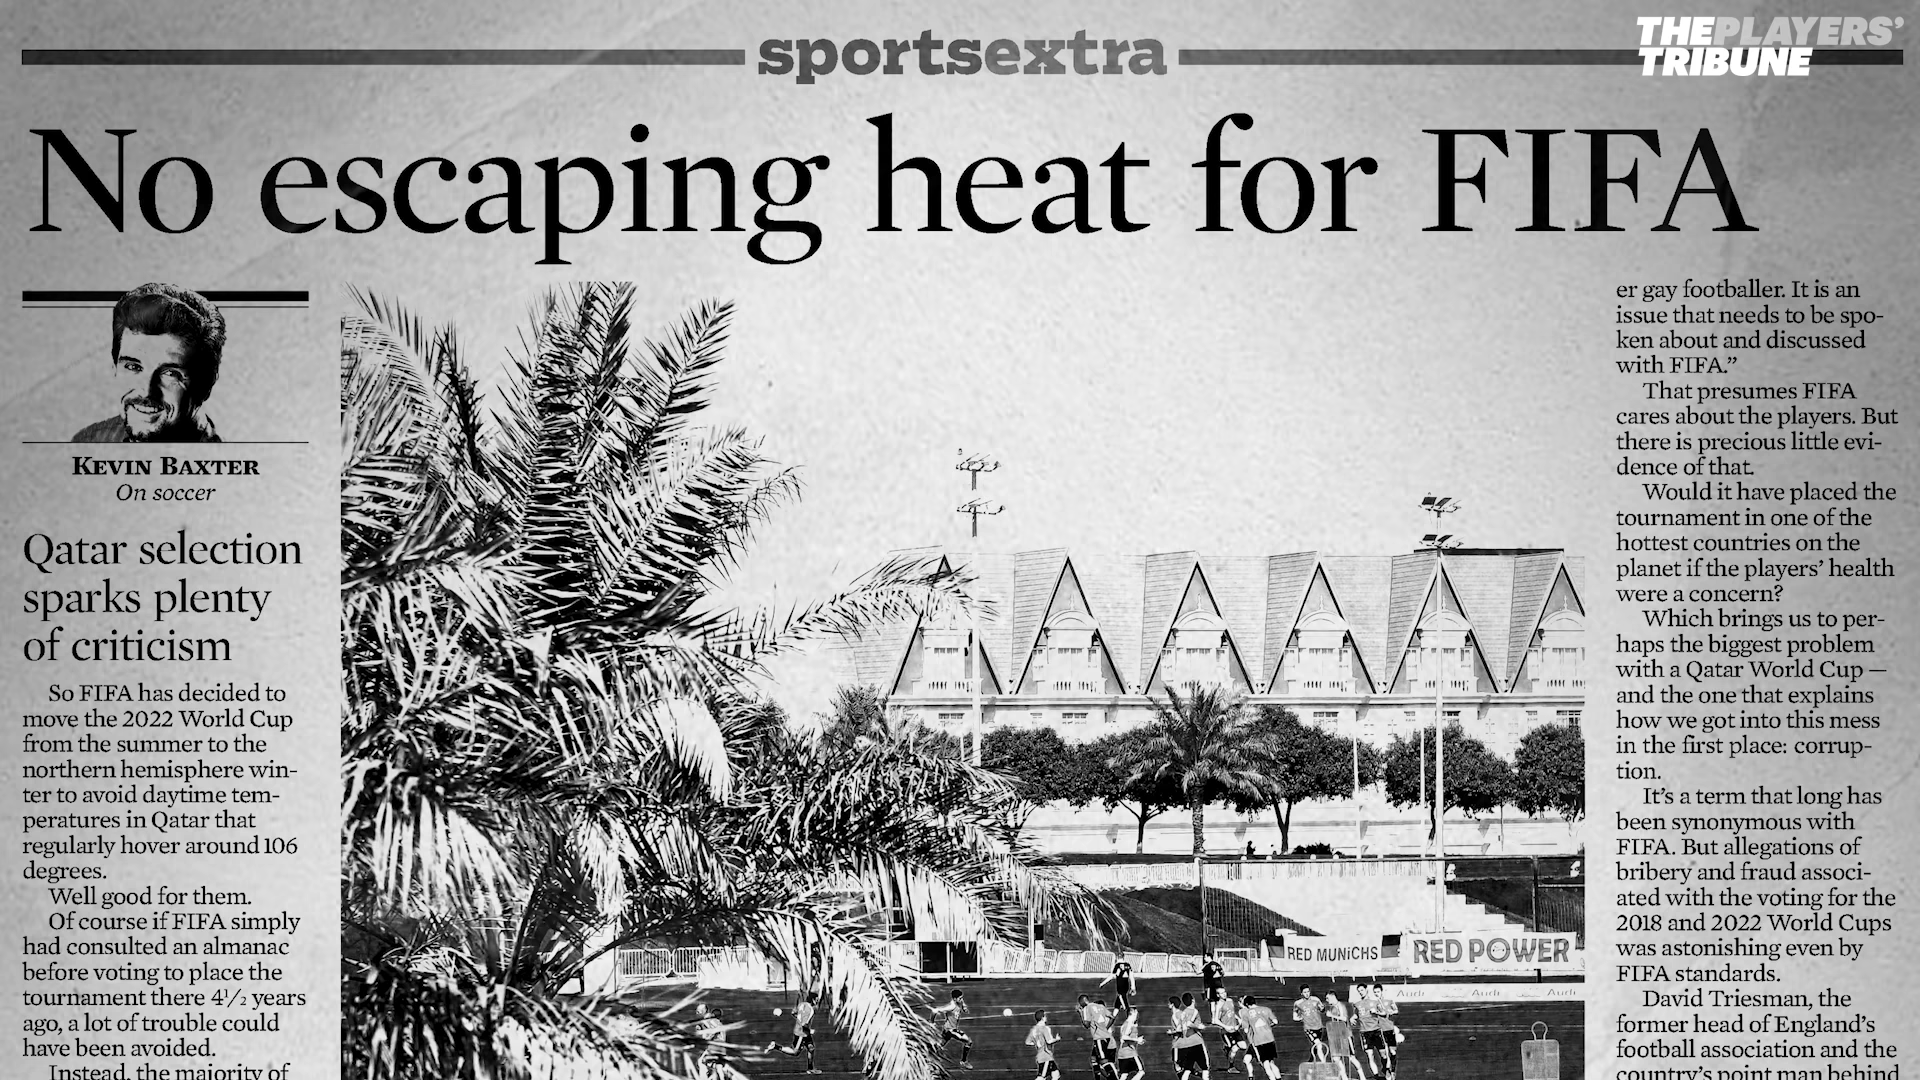 sportsextra
THEPLAYERS'
TRIBUNE
No escaping heat for FIFA
KEVIN BAXTER
On soccer
Qatar selection
sparks plenty
of criticism
So FIFA has decided to
move the 2022 World Cup
from the summer to the
northern hemisphere win-
ter to avoid daytime tem-
peratures in Qatar that
regularly hover around 106
degrees.
Well good for them.
Of course if FIFA simply
had consulted an almanac
before voting to place the
tournament there 4½ years
ago, a lot of trouble could
have been avoided.
Instead, the majority of
RED MUNiCHS
RED POWER
Audi
Audi
Audi
er gay footballer. It is an
issue that needs to be spo-
ken about and discussed
with FIFA.”
That presumes FIFA
cares about the players. But
there is precious little evi-
dence of that.
Would it have placed the
tournament in one of the
hottest countries on the
planet if the players’ health
were a concern?
Which brings us to per-
haps the biggest problem
with a Qatar World Cup —
and the one that explains
how we got into this mess
in the first place: corrup-
tion.
It’s a term that long has
been synonymous with
FIFA. But allegations of
bribery and fraud associ-
ated with the voting for the
2018 and 2022 World Cups
was astonishing even by
FIFA standards.
David Triesman, the
former head of England’s
football association and the
country’s point man behind